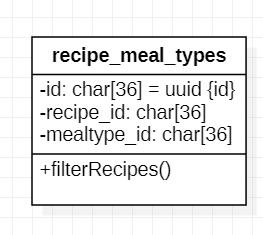 recipe_meal_types
-id: char[36] = uuid {id}
-recipe_id: char[36]
-mealtype_id: char[36]
+filterRecipes()